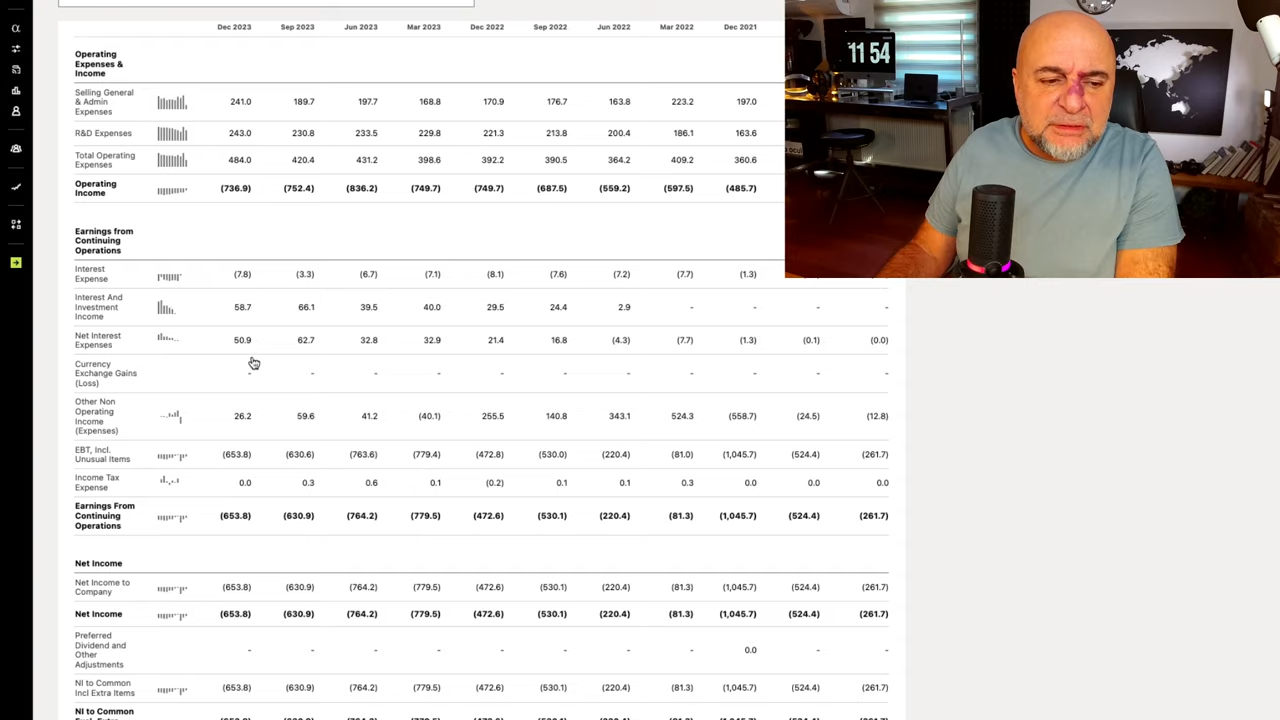 Dec 2023 Sep 2023 Jun 2023 Mar 2023 Dec 2022 Sep 2022 Jun 2022 Mar 2022 Dec 2021
Operating
Expenses &
Income
Selling General
& Admin
Expenses
241.0 189.7 197.7 168.8 170.9 176.7 163.8 223.2 197.0
R&D Expenses 243.0 230.8 233.5 229.8 221.3 213.8 200.4 186.1 163.6
Total Operating
Expenses
484.0 420.4 431.2 398.6 392.2 390.5 364.2 409.2 360.6
Operating
Income
(736.9) (752.4) (836.2) (749.7) (749.7) (687.5) (559.2) (597.5) (485.7)
Earnings from
Continuing
Operations
Interest
Expense
(7.8) (3.3) (6.7) (7.1) (8.1) (7.6) (7.2) (7.7) (1.3)
Interest And
Investment
Income
58.7 66.1 39.5 40.0 29.5 24.4 2.9 - - - -
Net Interest
Expenses
50.9 62.7 32.8 32.9 21.4 16.8 (4.3) (7.7) (1.3) (0.1) (0.0)
Currency
Exchange Gains
(Loss)
- - - - - - - - - - -
Other Non
Operating
Income
(Expenses)
26.2 59.6 41.2 (40.1) 255.5 140.8 343.1 524.3 (558.7) (24.5) (12.8)
EBT, Incl.
Unusual Items
(653.8) (630.6) (763.6) (779.4) (472.8) (530.0) (220.4) (81.0) (1,045.7) (524.4) (261.7)
Income Tax
Expense
0.0 0.3 0.6 0.1 (0.2) 0.1 0.1 0.3 0.0 0.0 0.0
Earnings From
Continuing
Operations
(653.8) (630.9) (764.2) (779.5) (472.6) (530.1) (220.4) (81.3) (1,045.7) (524.4) (261.7)
Net Income
Net Income to
Company
(653.8) (630.9) (764.2) (779.5) (472.6) (530.1) (220.4) (81.3) (1,045.7) (524.4) (261.7)
Net Income (653.8) (630.9) (764.2) (779.5) (472.6) (530.1) (220.4) (81.3) (1,045.7) (524.4) (261.7)
Preferred
Dividend and
Other
Adjustments
- - - - - - - - 0.0 - -
NI to Common
Incl Extra Items
(653.8) (630.9) (764.2) (779.5) (472.6) (530.1) (220.4) (81.3) (1,045.7) (524.4) (261.7)
NI to Common
11 54